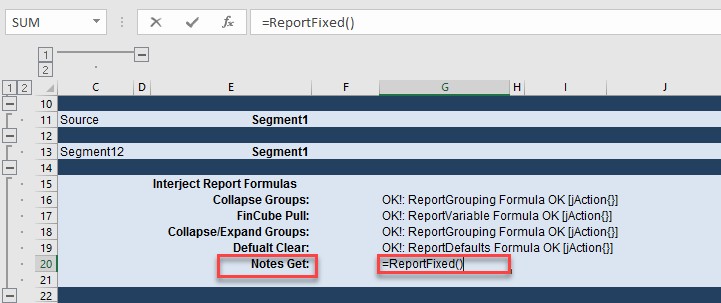 SUM =ReportFixed()
1
2
1 2 C D E F G H I J
10
11 Source Segment1
12
13 Segment12 Segment1
14
15 Interject Report Formulas
16 Collapse Groups: OK!: ReportGrouping Formula OK [jAction{}]
17 FinCube Pull: OK!: ReportVariable Formula OK [jAction{}]
18 Collapse/Expand Groups: OK!: ReportGrouping Formula OK [jAction{}]
19 Defualt Clear: OK!: ReportDefaults Formula OK [jAction{}]
20 Notes Get: =ReportFixed()
21
22